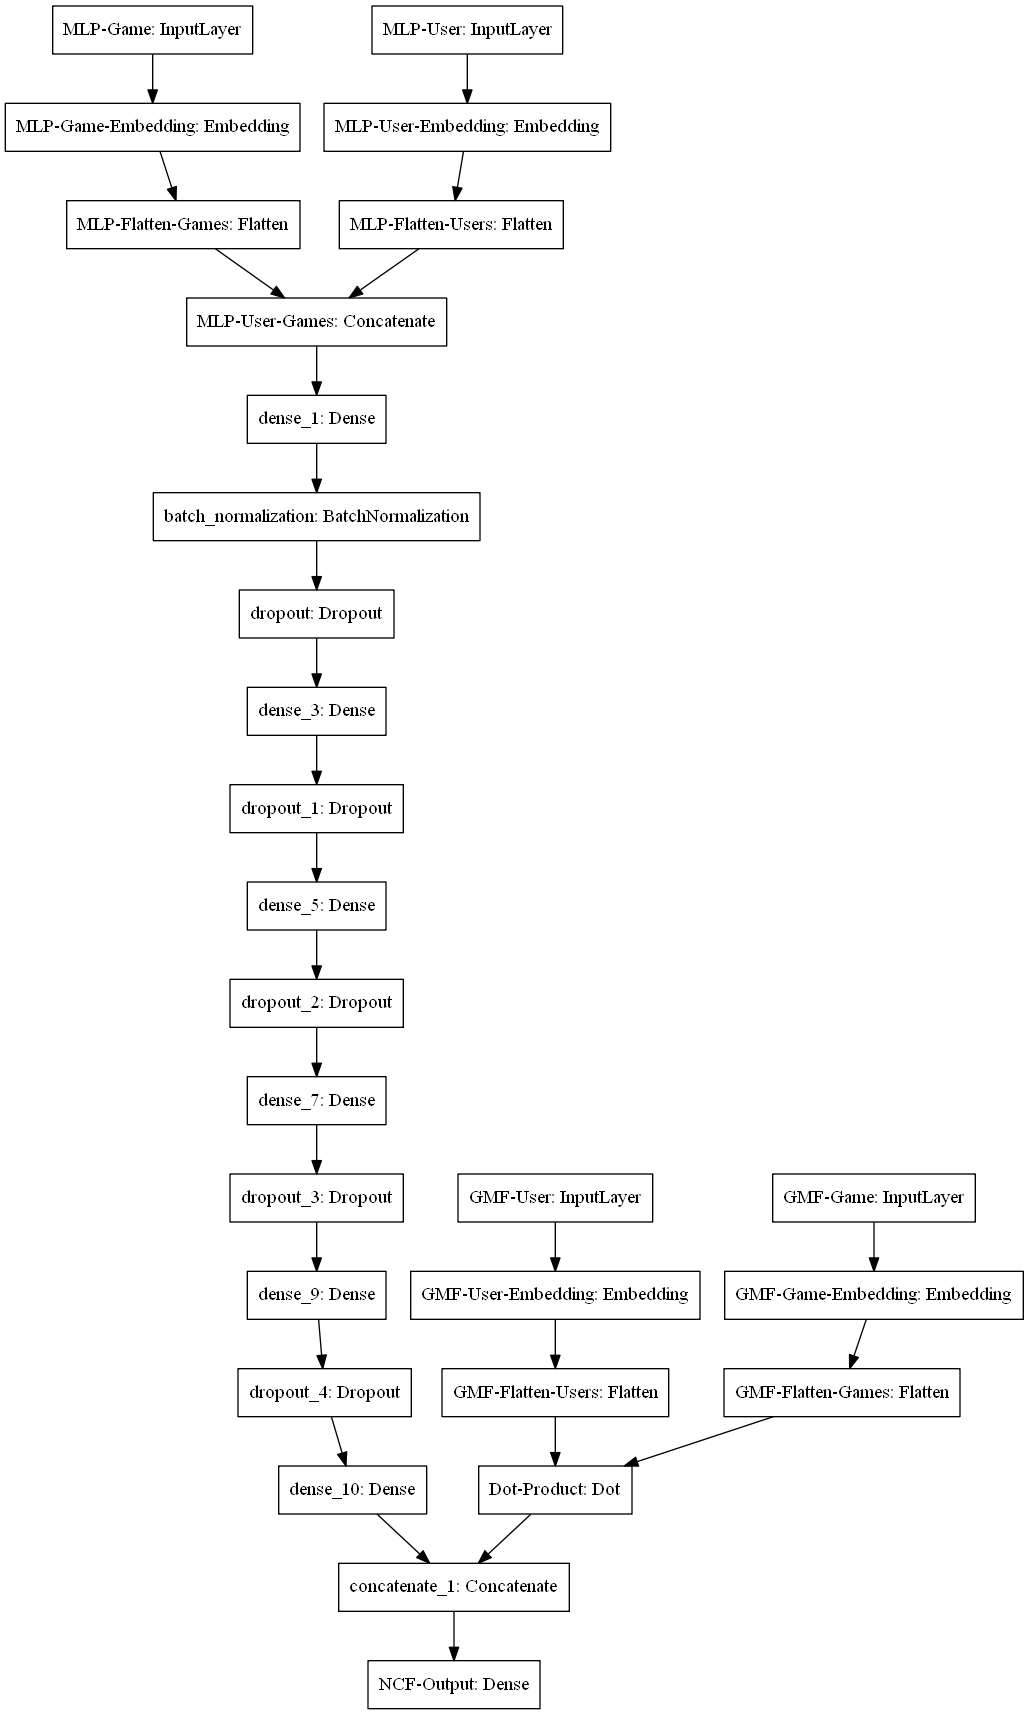 MLP-Game: InputLayer
MLP-User: InputLayer
MLP-Game-Embedding: Embedding
MLP-User-Embedding: Embedding
MLP-Flatten-Games: Flatten
MLP-Flatten-Users: Flatten
MLP-User-Games: Concatenate
dense_1: Dense
batch_normalization: BatchNormalization
dropout: Dropout
dense_3: Dense
dropout_1: Dropout
dense_5: Dense
dropout_2: Dropout
dense_7: Dense
dropout_3: Dropout
GMF-User: InputLayer
GMF-Game: InputLayer
dense_9: Dense
GMF-User-Embedding: Embedding
GMF-Game-Embedding: Embedding
dropout_4: Dropout
GMF-Flatten-Users: Flatten
GMF-Flatten-Games: Flatten
dense_10: Dense
Dot-Product: Dot
concatenate_1: Concatenate
NCF-Output: Dense